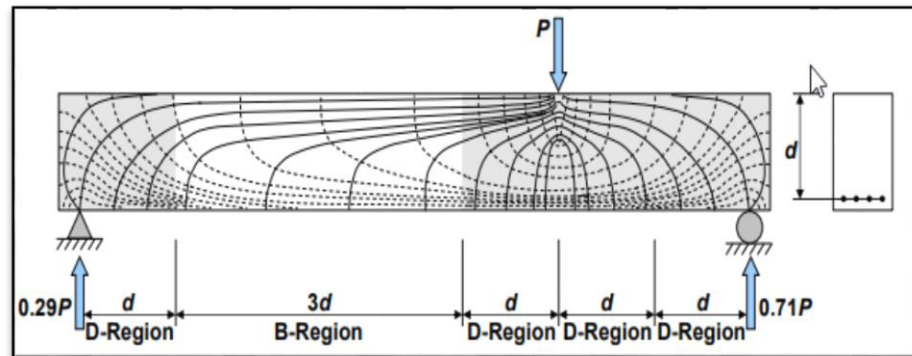 P
d
0.29P
d
3d
d
d
d
0.71P
D-Region
B-Region
D-Region
D-Region
D-Region